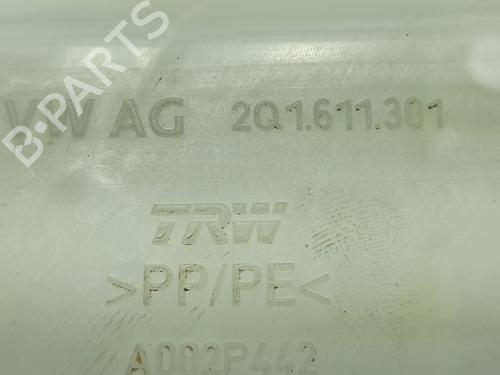 B-PARTS
VW AG 2Q1.611.301
TRW
>PP/PE<
A002P442